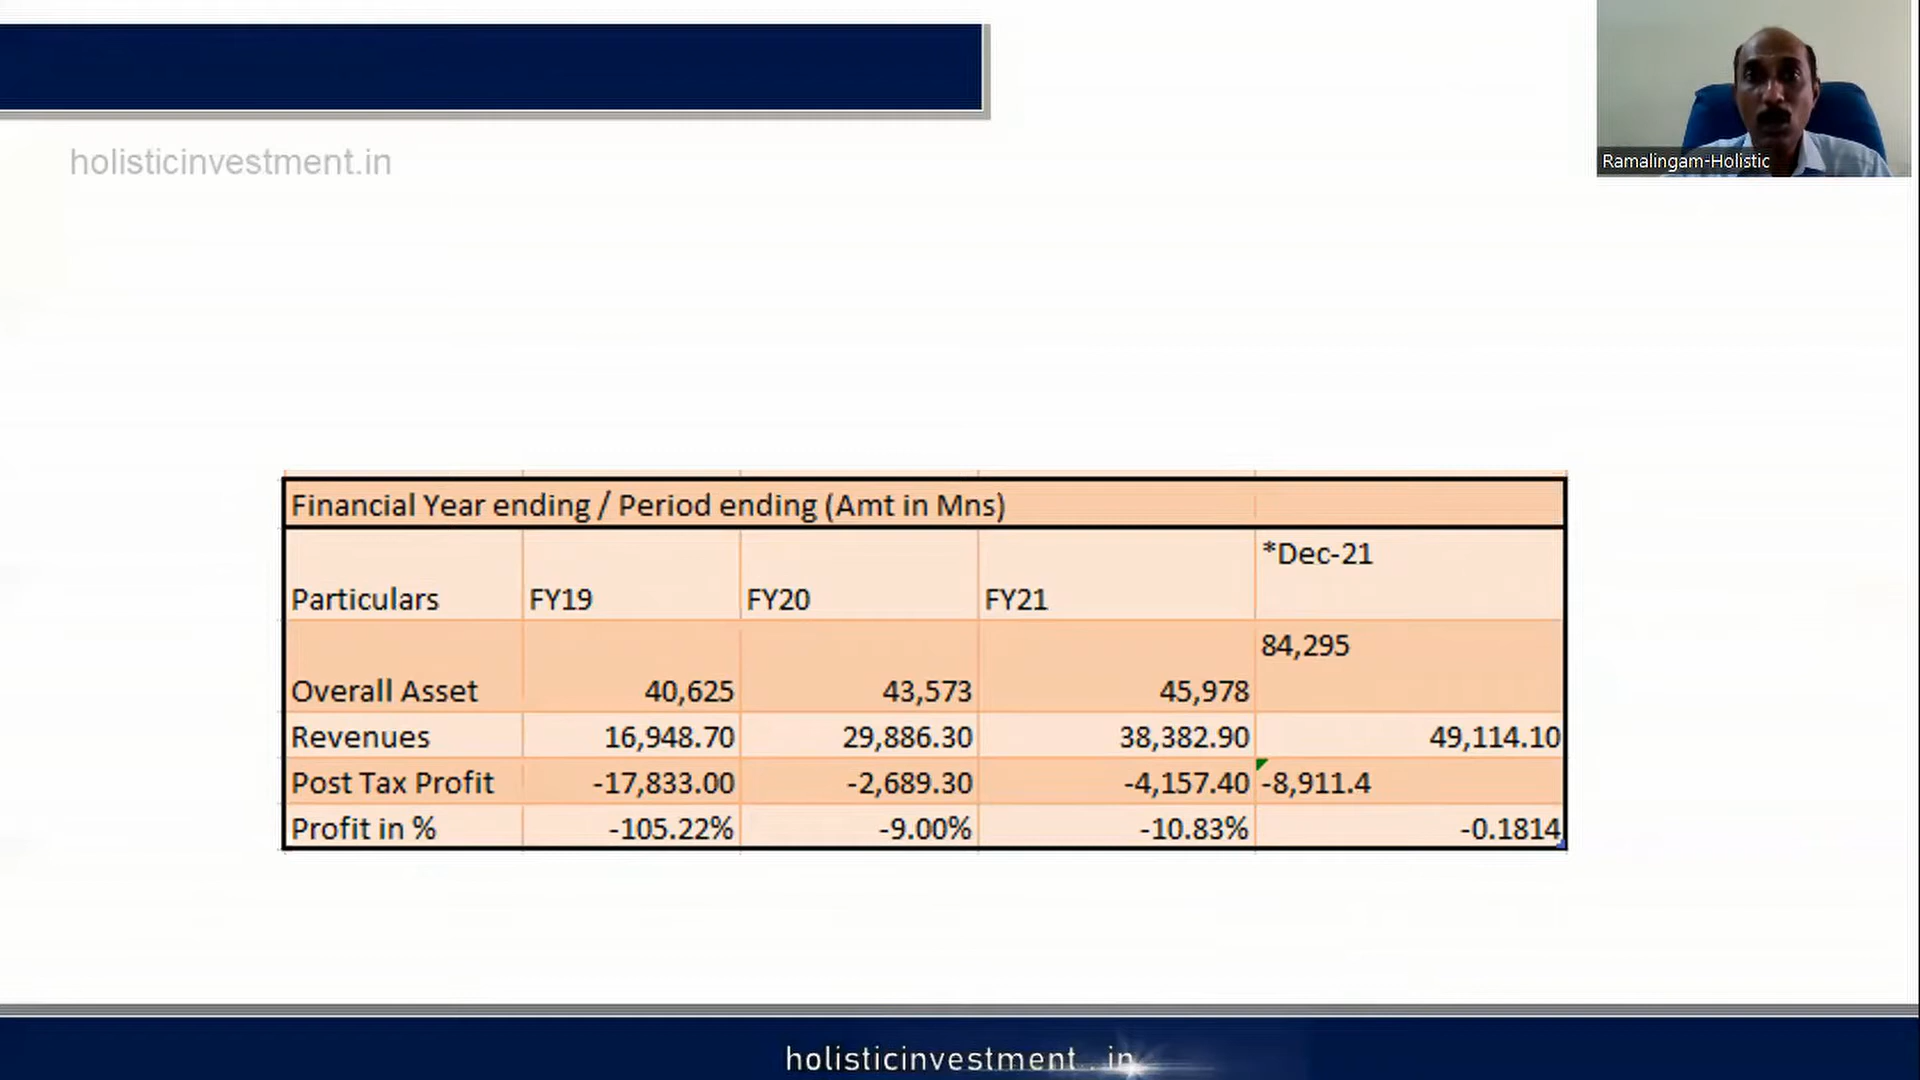 holisticinvestment.in
Ramalingam-Holistic
Financial Year ending / Period ending (Amt in Mns)
Particulars FY19 FY20 FY21 *Dec-21
Overall Asset 40,625 43,573 45,978 84,295
Revenues 16,948.70 29,886.30 38,382.90 49,114.10
Post Tax Profit -17,833.00 -2,689.30 -4,157.40 -8,911.4
Profit in % -105.22% -9.00% -10.83% -0.1814
holisticinvestment . in